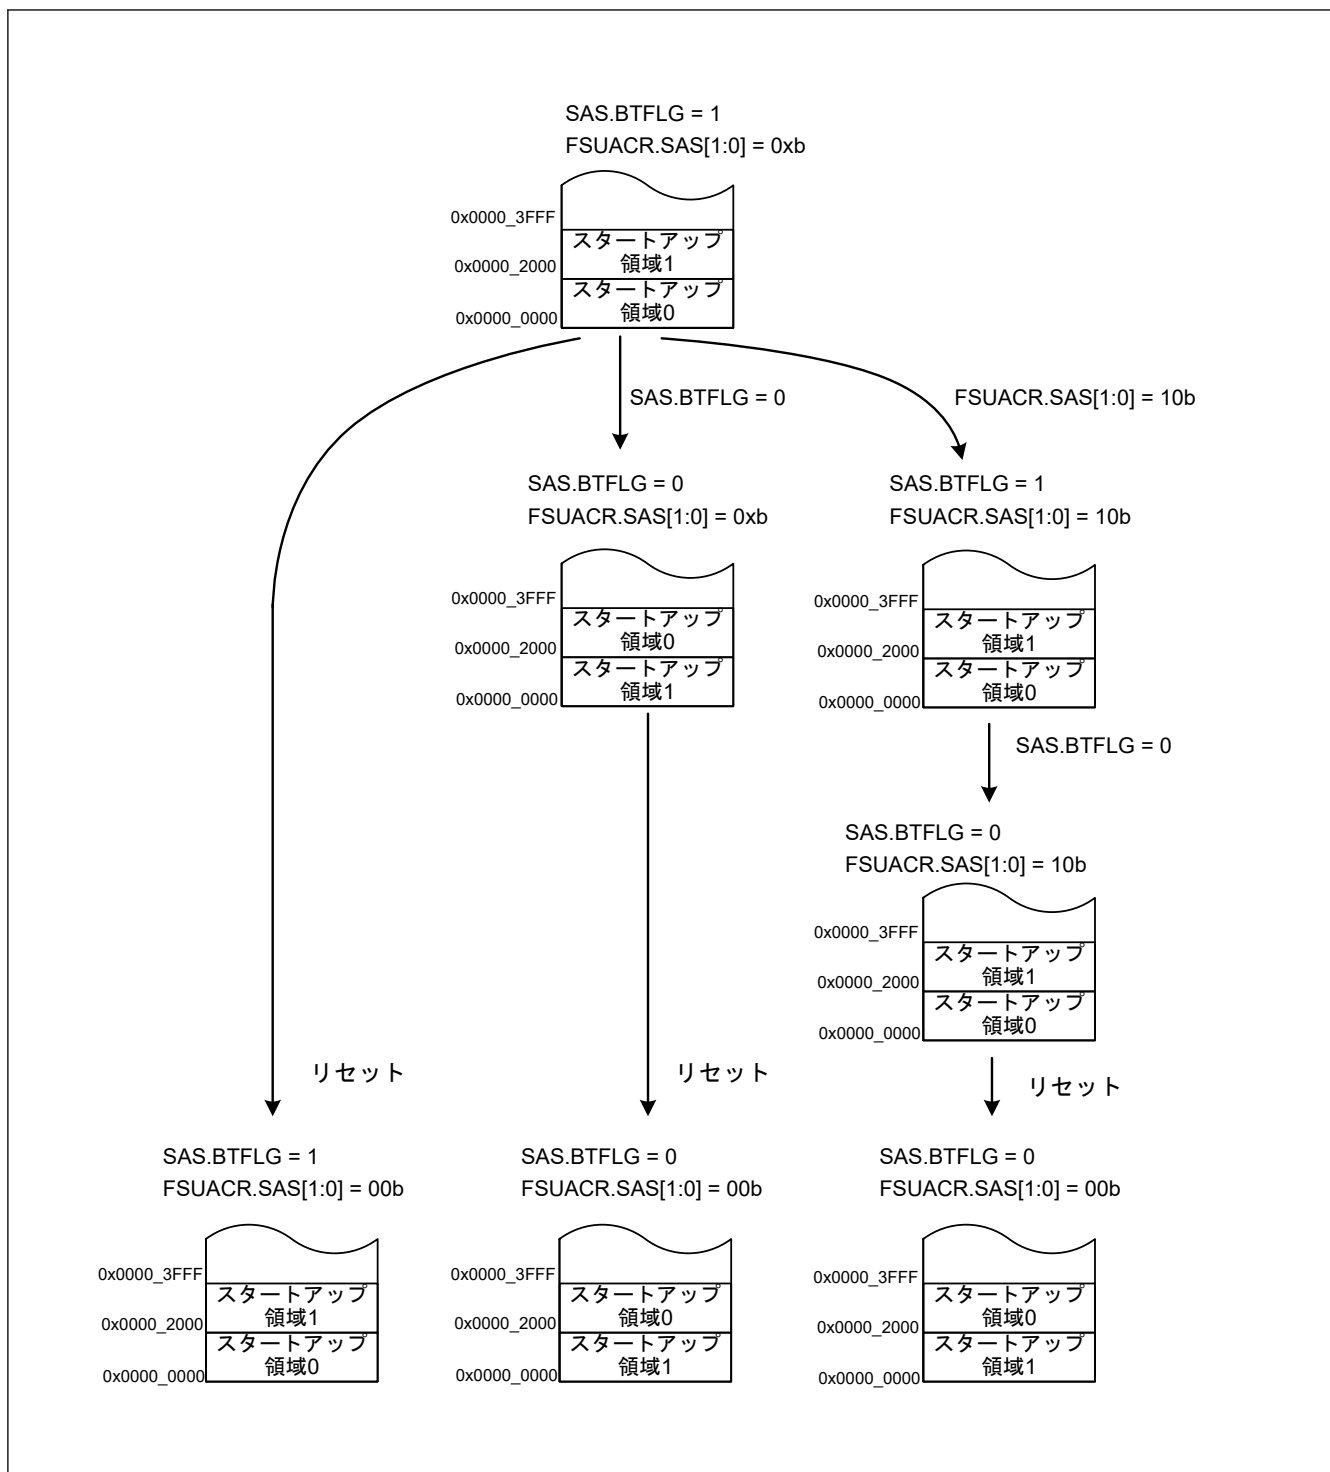 SAS.BTFLG = 1
FSUACR.SAS[1:0] = 0xb
0x0000_3FFF
スタートアップ
領域1
0x0000_2000
スタートアップ
領域0
0x0000_0000
SAS.BTFLG = 0
FSUACR.SAS[1:0] = 10b
SAS.BTFLG = 0
FSUACR.SAS[1:0] = 0xb
0x0000_3FFF
スタートアップ
領域0
0x0000_2000
スタートアップ
領域1
0x0000_0000
SAS.BTFLG = 1
FSUACR.SAS[1:0] = 10b
0x0000_3FFF
スタートアップ
領域1
0x0000_2000
スタートアップ
領域0
0x0000_0000
SAS.BTFLG = 0
SAS.BTFLG = 0
FSUACR.SAS[1:0] = 10b
0x0000_3FFF
スタートアップ
領域1
0x0000_2000
スタートアップ
領域0
0x0000_0000
リセット
リセット
リセット
SAS.BTFLG = 1
FSUACR.SAS[1:0] = 00b
0x0000_3FFF
スタートアップ
領域1
0x0000_2000
スタートアップ
領域0
0x0000_0000
SAS.BTFLG = 0
FSUACR.SAS[1:0] = 00b
0x0000_3FFF
スタートアップ
領域0
0x0000_2000
スタートアップ
領域1
0x0000_0000
SAS.BTFLG = 0
FSUACR.SAS[1:0] = 00b
0x0000_3FFF
スタートアップ
領域0
0x0000_2000
スタートアップ
領域1
0x0000_0000